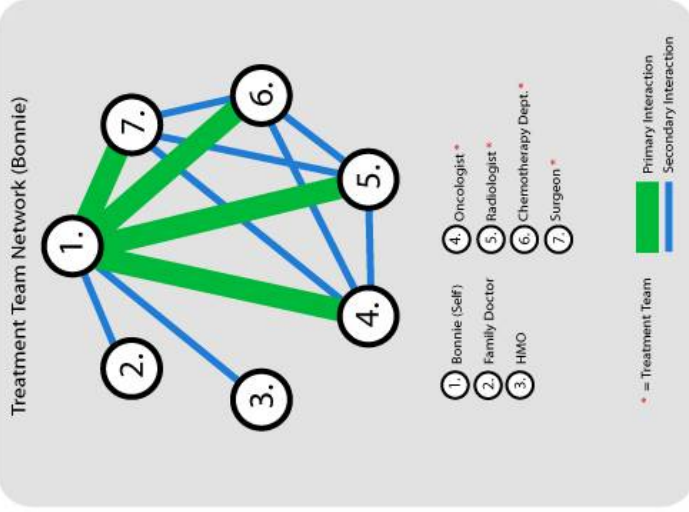 Treatment Team Network (Bonnie)
1.
2.
3.
4.
5.
6.
7.
1. Bonnie (Self)
2. Family Doctor
3. HMO
4. Oncologist *
5. Radiologist *
6. Chemotherapy Dept. *
7. Surgeon *
* = Treatment Team
Primary Interaction
Secondary Interaction